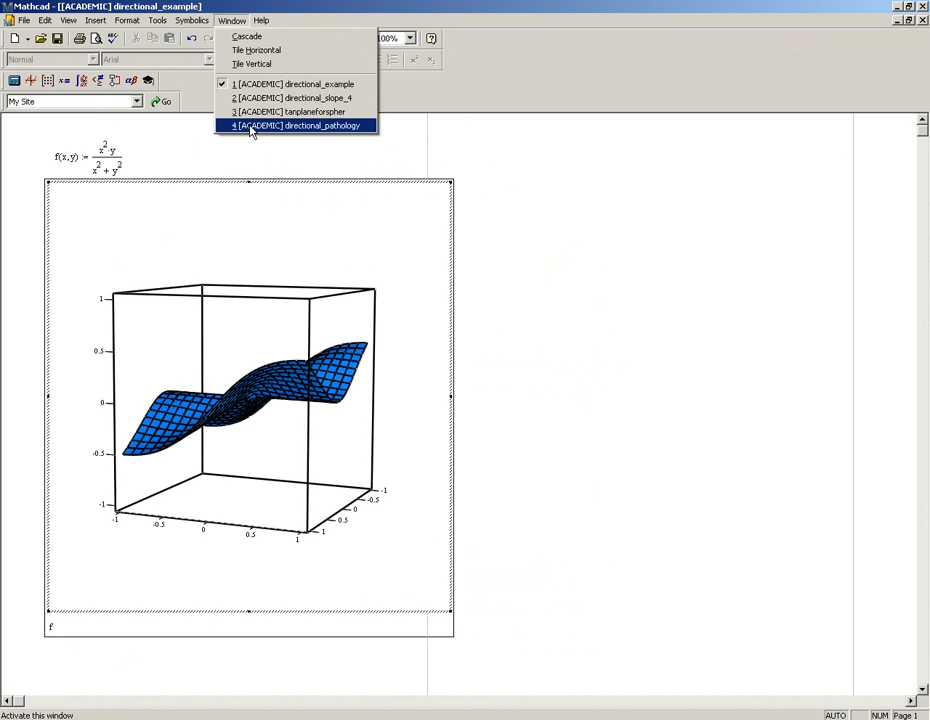 Mathcad - [[ACADEMIC] directional_example]
File Edit View Insert Format Tools Symbolics Window Help
100%
Normal Arial
My Site Go
Cascade
Tile Horizontal
Tile Vertical
1 [ACADEMIC] directional_example
2 [ACADEMIC] directional_slope_4
3 [ACADEMIC] tanplaneforspher
4 [ACADEMIC] directional_pathology
f(x,y) := x²·y / x² + y²
1
0.5
0
-0.5
-1
-1 -0.5 0 0.5 1
-1
-0.5
0
0.5
1
f
Activate this window
AUTO NUM Page 1